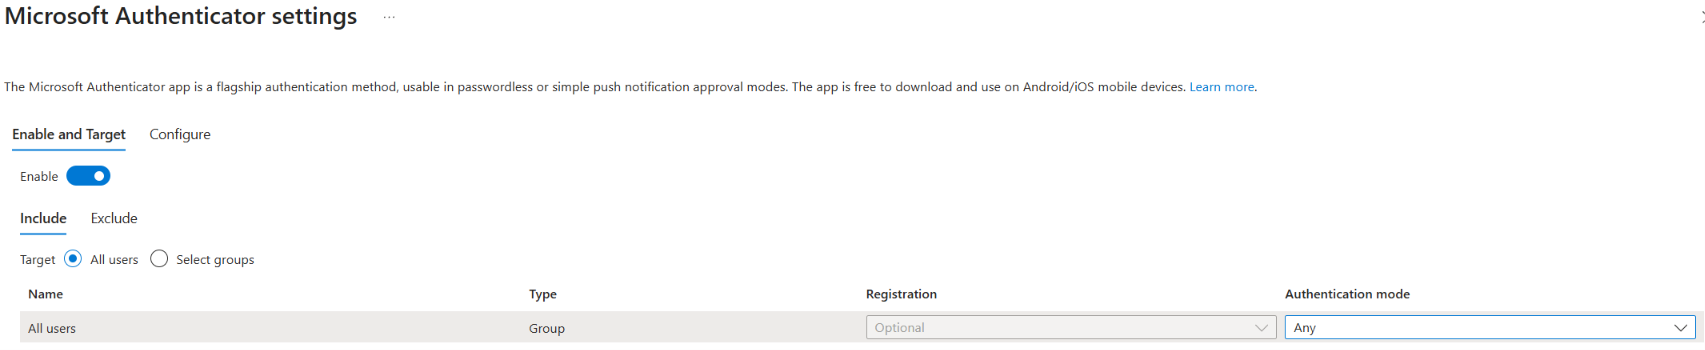 Microsoft Authenticator settings ...
The Microsoft Authenticator app is a flagship authentication method, usable in passwordless or simple push notification approval modes. The app is free to download and use on Android/iOS mobile devices. Learn more.
Enable and Target Configure
Enable
Include Exclude
Target All users Select groups
Name Type Registration Authentication mode
All users Group Optional Any